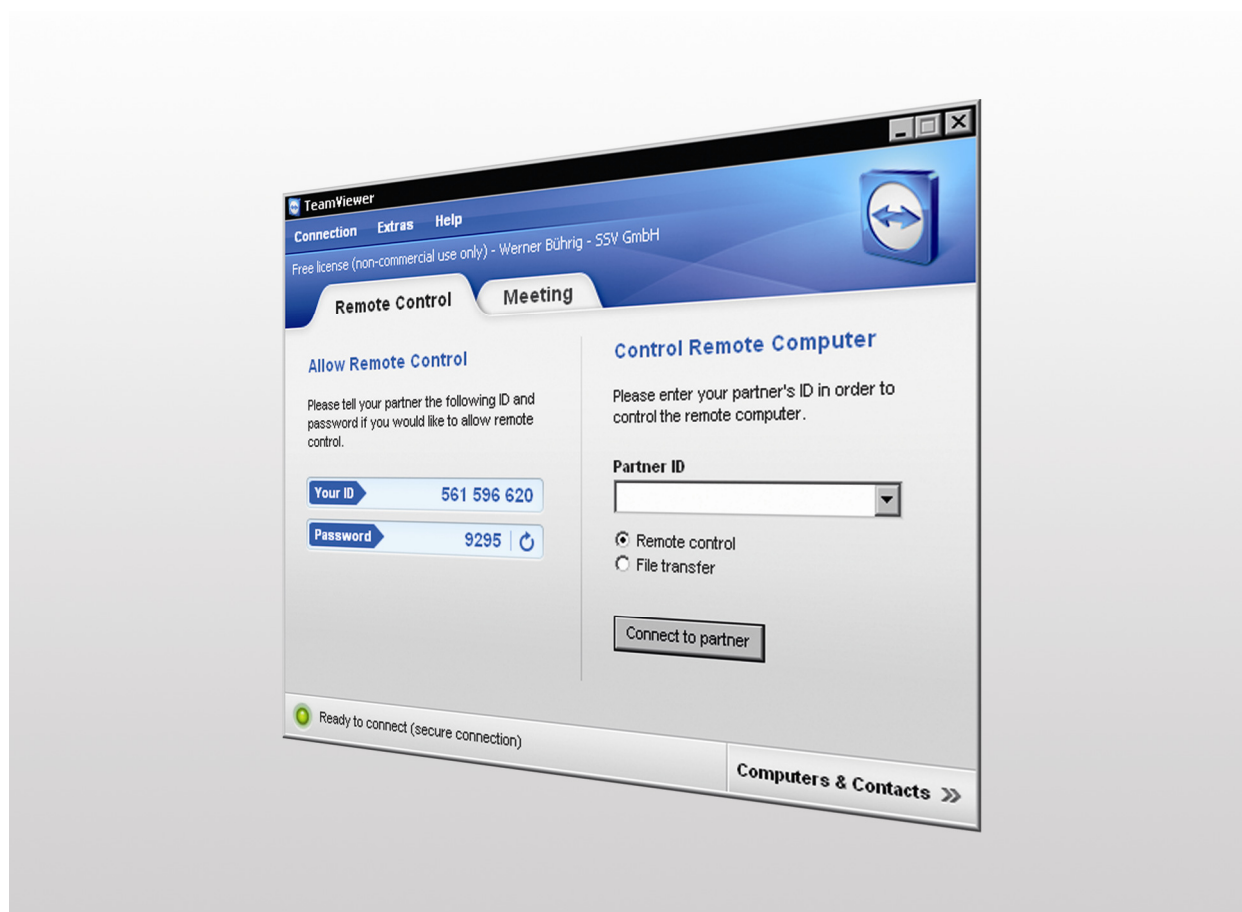 TeamViewer
Connection Extras Help
Free license (non-commercial use only) - Werner Bührig - SSV GmbH
Remote Control Meeting
Allow Remote Control
Please tell your partner the following ID and
password if you would like to allow remote
control.
Your ID 561 596 620
Password 9295
Control Remote Computer
Please enter your partner's ID in order to
control the remote computer.
Partner ID
Remote control
File transfer
Connect to partner
Ready to connect (secure connection)
Computers & Contacts